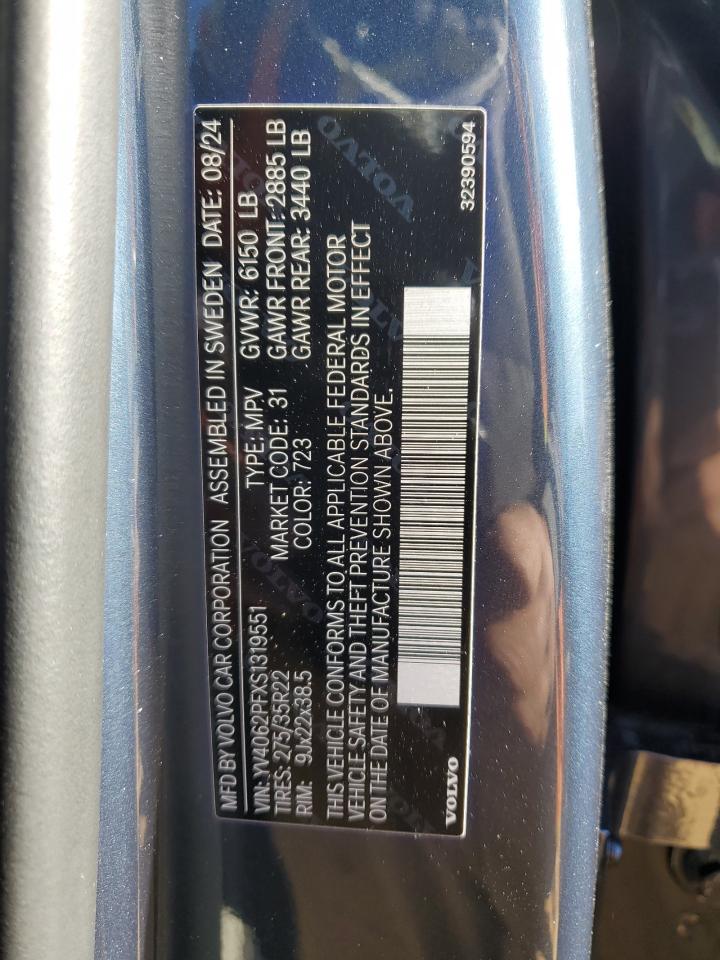 MFD BY VOLVO CAR CORPORATION ASSEMBLED IN SWEDEN DATE: 08/24
VIN: YV4062PFXS1319551 TYPE: MPV GVWR: 6150 LB
TIRES: 275/35R22 MARKET CODE: 31 GAWR FRONT: 2885 LB
RIM: 9Jx22x38.5 COLOR: 723 GAWR REAR: 3440 LB
THIS VEHICLE CONFORMS TO ALL APPLICABLE FEDERAL MOTOR
VEHICLE SAFETY AND THEFT PREVENTION STANDARDS IN EFFECT
ON THE DATE OF MANUFACTURE SHOWN ABOVE.
VOLVO 32390594